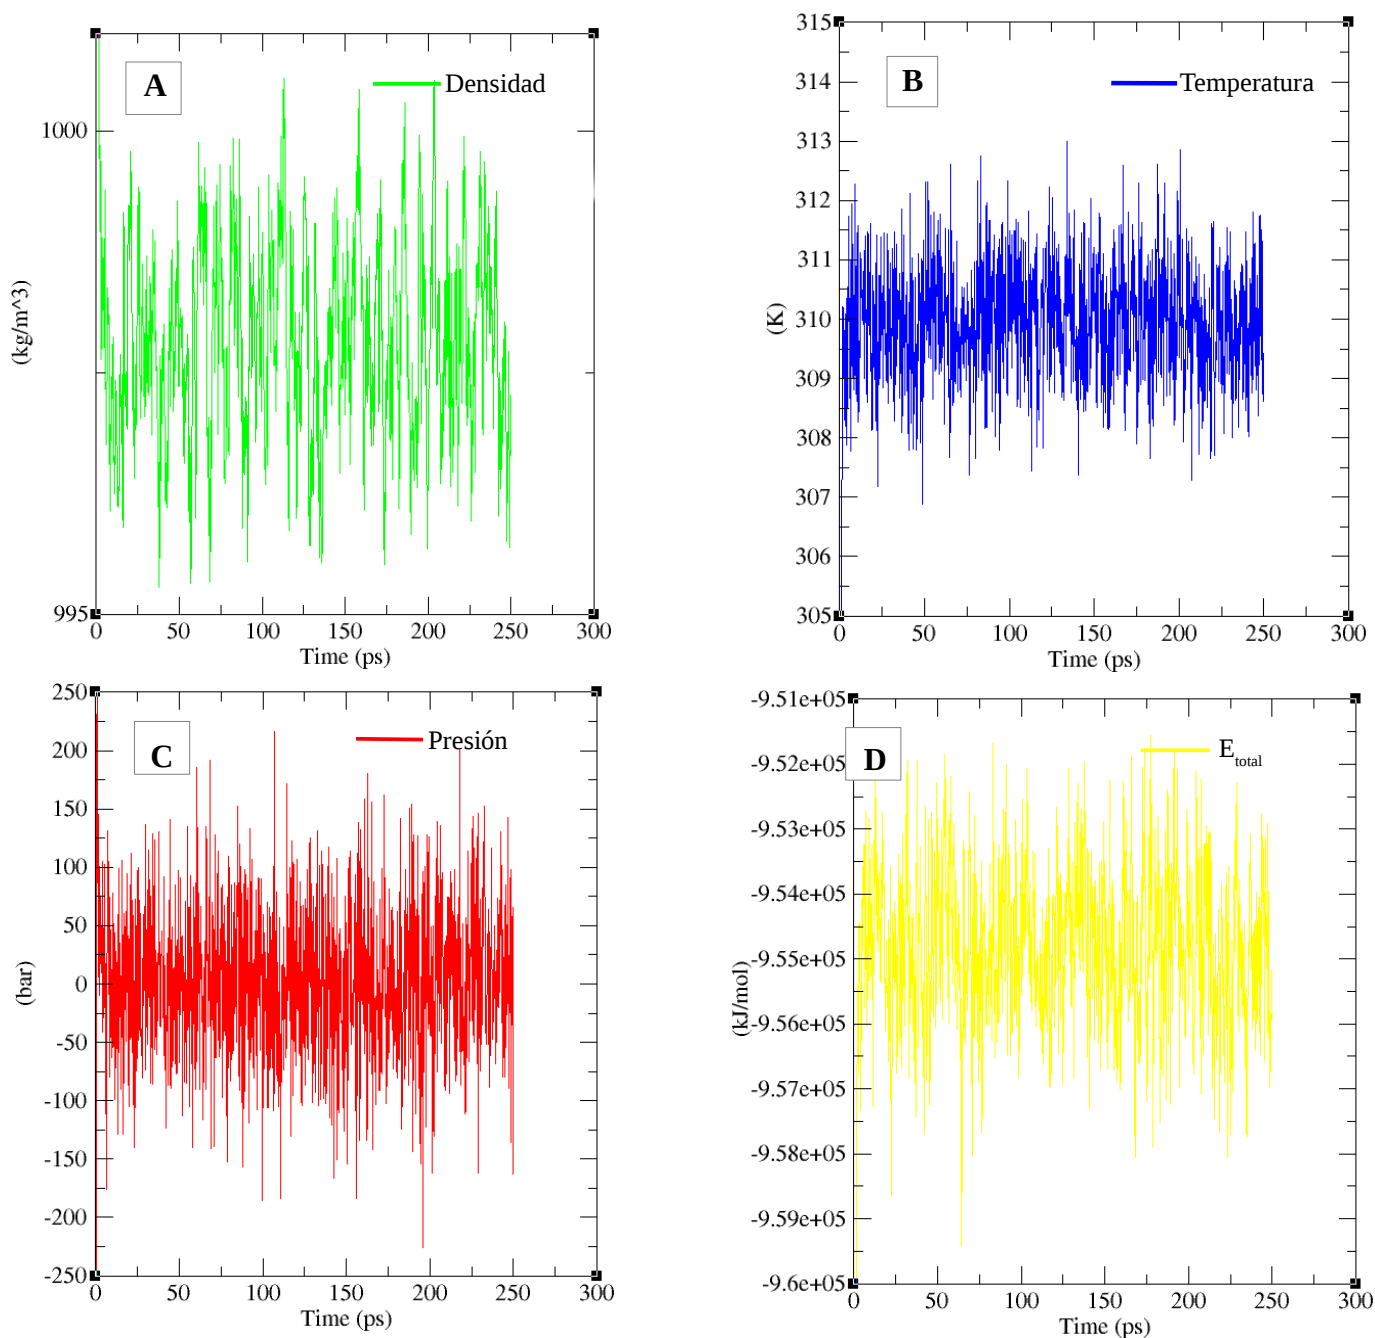 A
Densidad
1000
995
(kg/m^3)
0 50 100 150 200 250 300
Time (ps)
B
Temperatura
315
314
313
312
311
310
309
308
307
306
305
(K)
0 50 100 150 200 250 300
Time (ps)
C
Presión
250
200
150
100
50
0
-50
-100
-150
-200
-250
(bar)
0 50 100 150 200 250 300
Time (ps)
D
E total
-9.51e+05
-9.52e+05
-9.53e+05
-9.54e+05
-9.55e+05
-9.56e+05
-9.57e+05
-9.58e+05
-9.59e+05
-9.6e+05
(kJ/mol)
0 50 100 150 200 250 300
Time (ps)